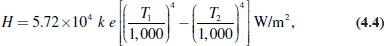 H = 5.72 × 10⁴ k e [ ( T₁ / 1,000 )⁴ − ( T₂ / 1,000 )⁴ ] W/m², (4.4)